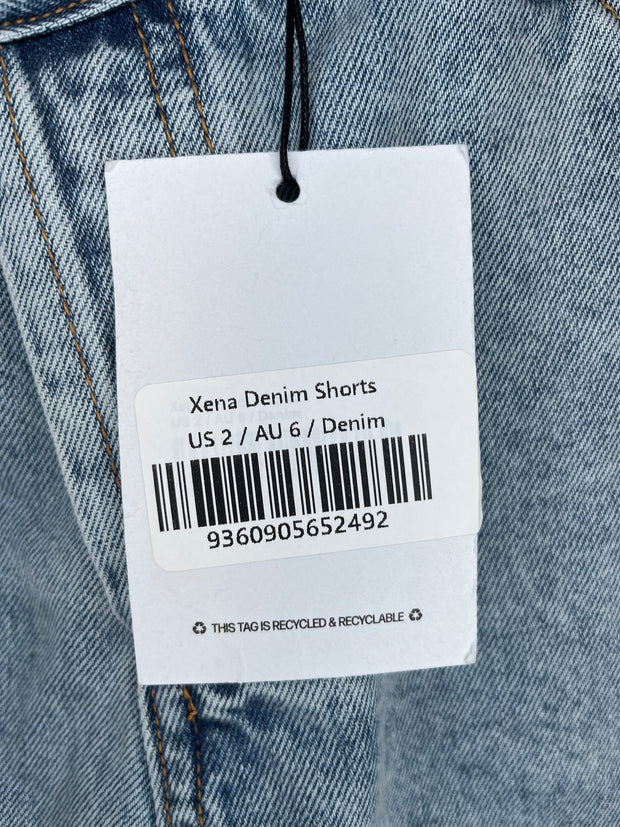 Xena Denim Shorts
US 2 / AU 6 / Denim
9360905652492
♻ THIS TAG IS RECYCLED & RECYCLABLE ♻